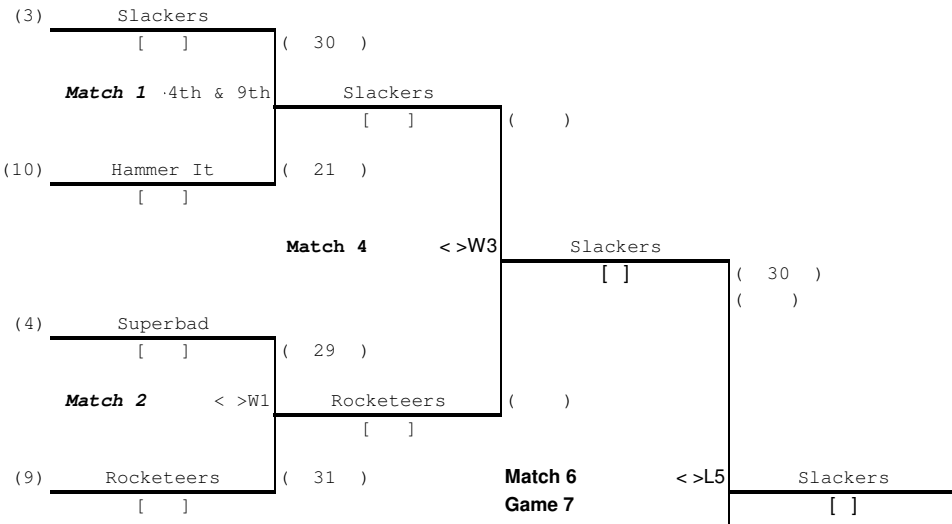 (3) Slackers
[ ] ( 30 )
Match 1 ·4th & 9th Slackers
[ ] ( )
(10) Hammer It ( 21 )
[ ]
Match 4 < >W3 Slackers
[ ] ( 30 )
( )
(4) Superbad
[ ] ( 29 )
Match 2 < >W1 Rocketeers ( )
[ ]
(9) Rocketeers ( 31 ) Match 6 < >L5 Slackers
[ ] Game 7 [ ]